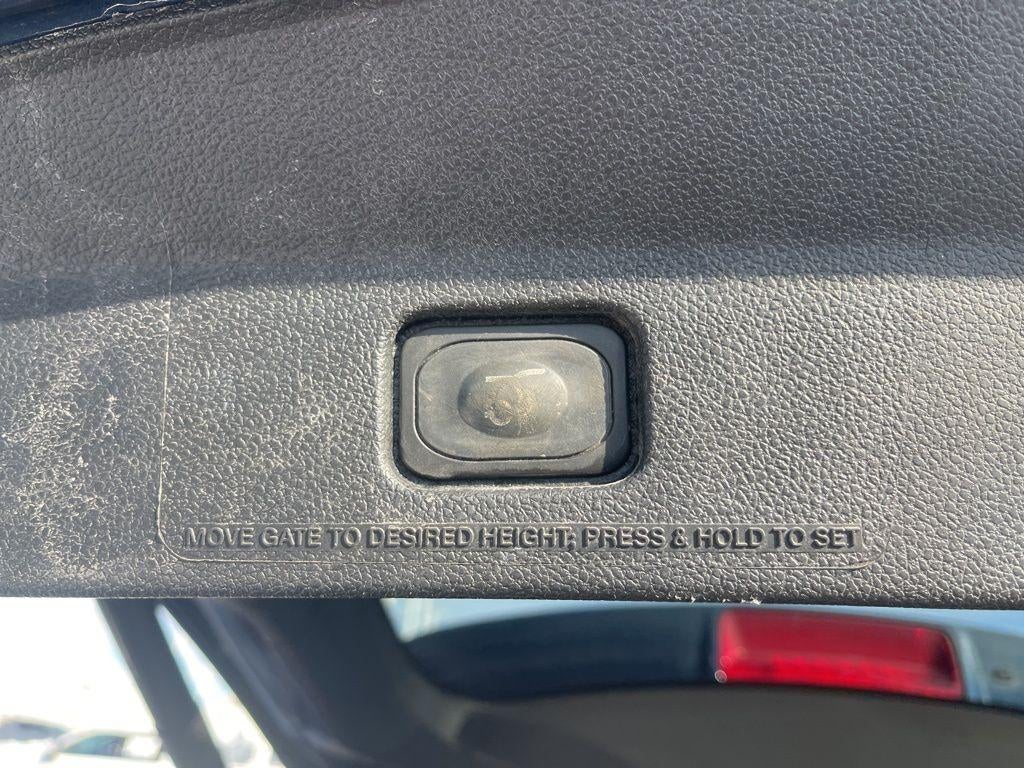 MOVE GATE TO DESIRED HEIGHT; PRESS & HOLD TO SET